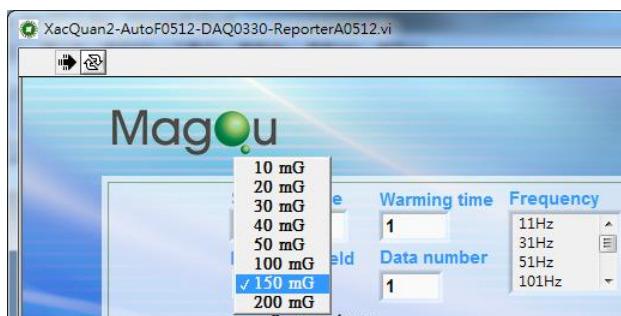 XacQuan2-AutoF0512-DAQ0330-ReporterA0512.vi
MagQu
10 mG
20 mG
30 mG
40 mG
50 mG
100 mG
150 mG
200 mG
Warming time
1
Data number
1
Frequency
11Hz
31Hz
51Hz
101Hz